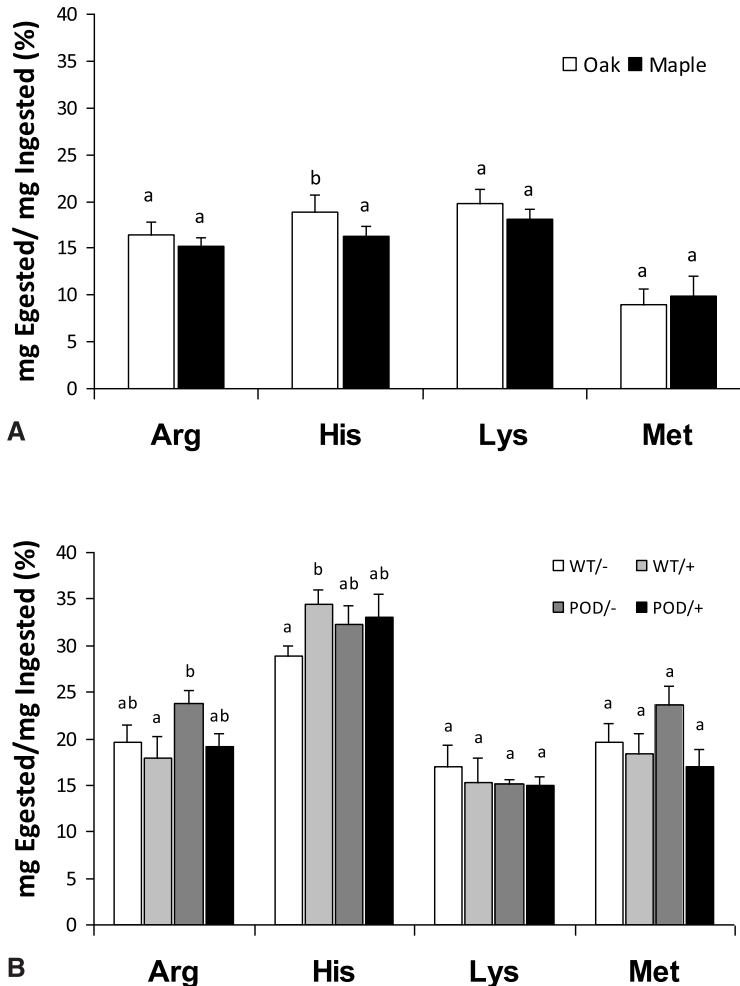 40
35
30
25
20
15
10
5
0
mg Egested/ mg Ingested (%)
Oak Maple
a a b a a a a a
Arg His Lys Met
A
40
35
30
25
20
15
10
5
0
mg Egested/mg Ingested (%)
WT/- WT/+
POD/- POD/+
ab a b ab a b ab ab a a a a a a a a
Arg His Lys Met
B